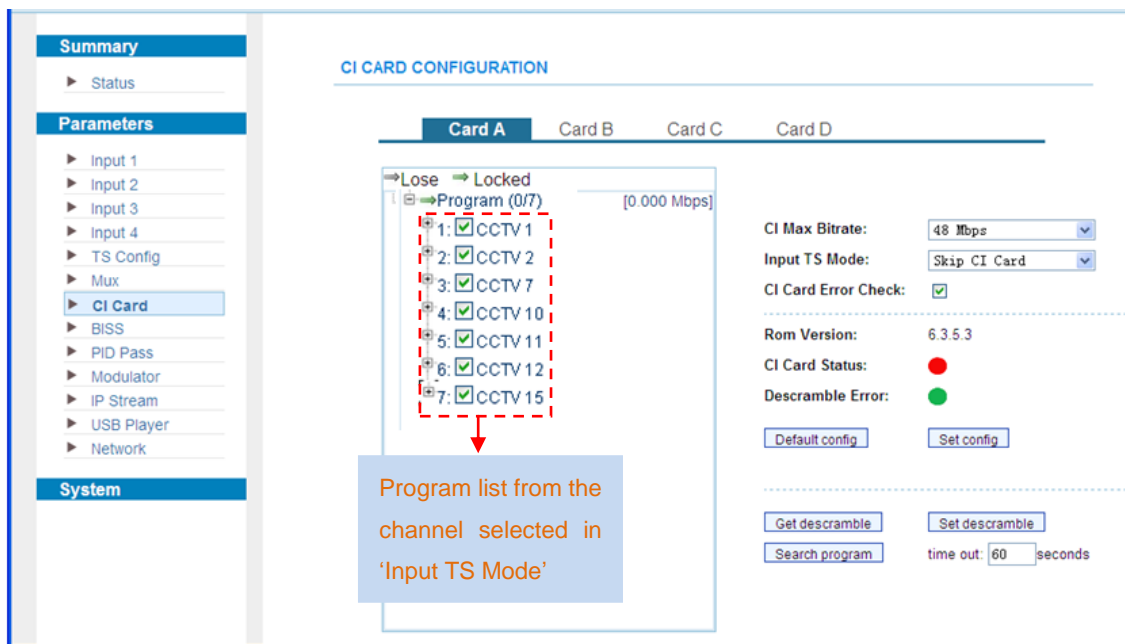 Summary
Status
Parameters
Input 1
Input 2
Input 3
Input 4
TS Config
Mux
CI Card
BISS
PID Pass
Modulator
IP Stream
USB Player
Network
System
CI CARD CONFIGURATION
Card A Card B Card C Card D
Lose Locked
Program (0/7) [0.000 Mbps]
1: CCTV 1
2: CCTV 2
3: CCTV 7
4: CCTV 10
5: CCTV 11
6: CCTV 12
7: CCTV 15
Program list from the
channel selected in
‘Input TS Mode’
CI Max Bitrate: 48 Mbps
Input TS Mode: Skip CI Card
CI Card Error Check:
Rom Version: 6.3.5.3
CI Card Status:
Descramble Error:
Default config Set config
Get descramble Set descramble
Search program time out: 60 seconds